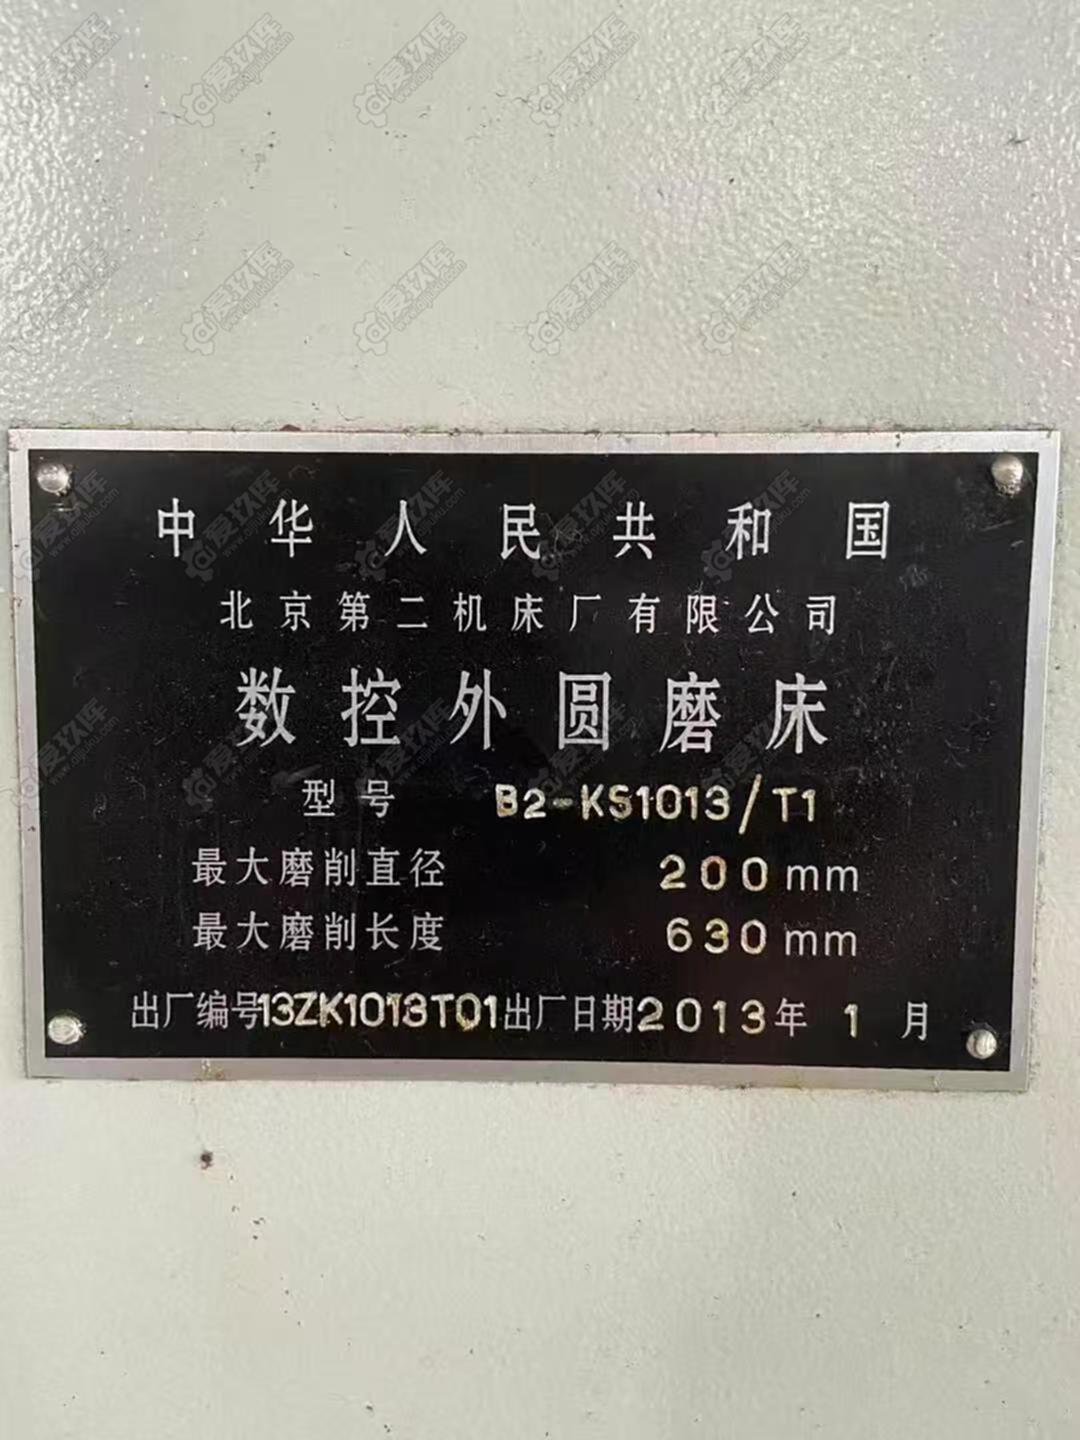 中华人民共和国
北京第二机床厂有限公司
数控外圆磨床
型号 B2-KS1013/T1
最大磨削直径 200mm
最大磨削长度 630mm
出厂编号13ZK1013T01出厂日期2013年1月
爱玖库